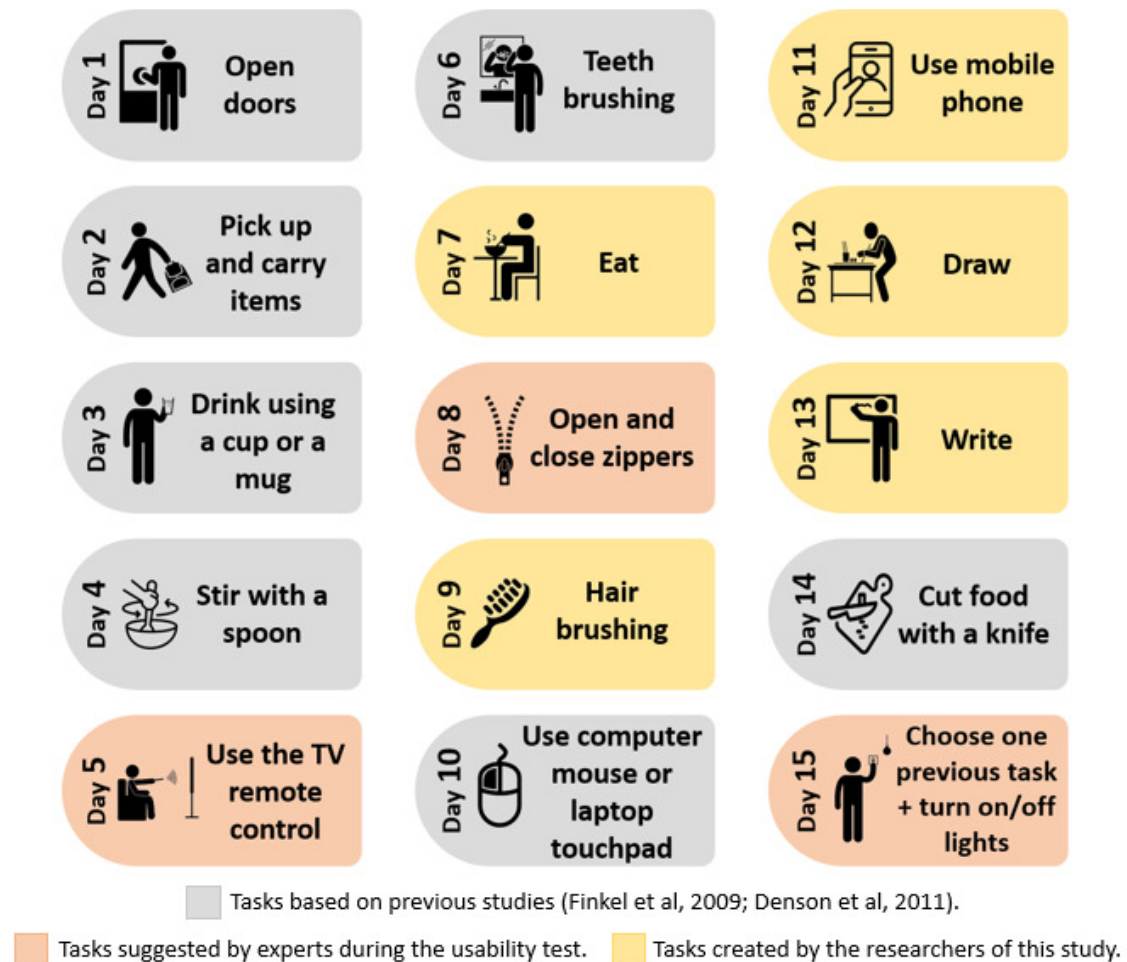 Day 1
Open
doors
Day 2
Pick up
and carry
items
Day 3
Drink using
a cup or a
mug
Day 4
Stir with a
spoon
Day 5
Use the TV
remote
control
Day 6
Teeth
brushing
Day 7
Eat
Day 8
Open and
close zippers
Day 9
Hair
brushing
Day 10
Use computer
mouse or
laptop
touchpad
Day 11
Use mobile
phone
Day 12
Draw
Day 13
Write
Day 14
Cut food
with a knife
Day 15
Choose one
previous task
+ turn on/off
lights
Tasks based on previous studies (Finkel et al, 2009; Denson et al, 2011).
Tasks suggested by experts during the usability test.
Tasks created by the researchers of this study.